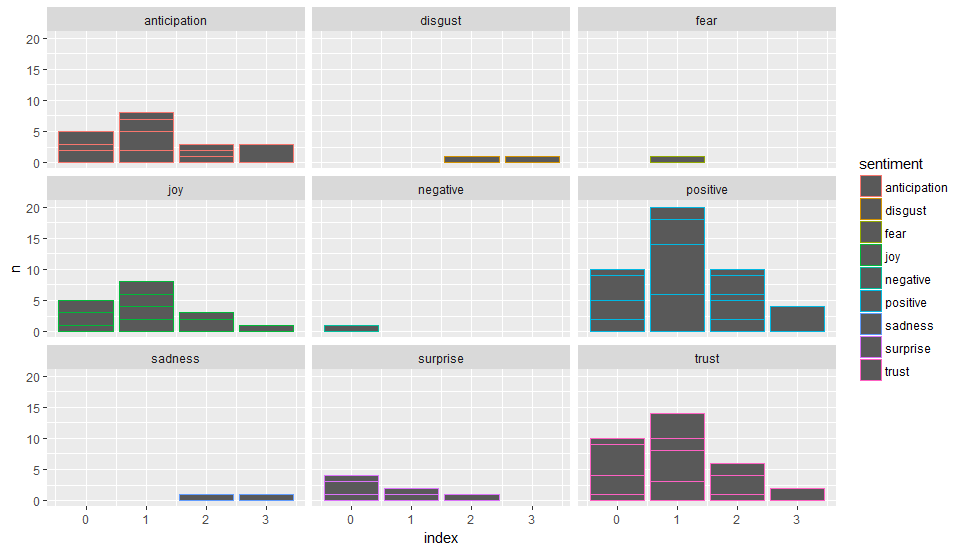 anticipation disgust fear
20
15
10
5
0
joy negative positive
20
15
10
5
0
sadness surprise trust
20
15
10
5
0
0 1 2 3 0 1 2 3 0 1 2 3
index
n
sentiment
anticipation
disgust
fear
joy
negative
positive
sadness
surprise
trust